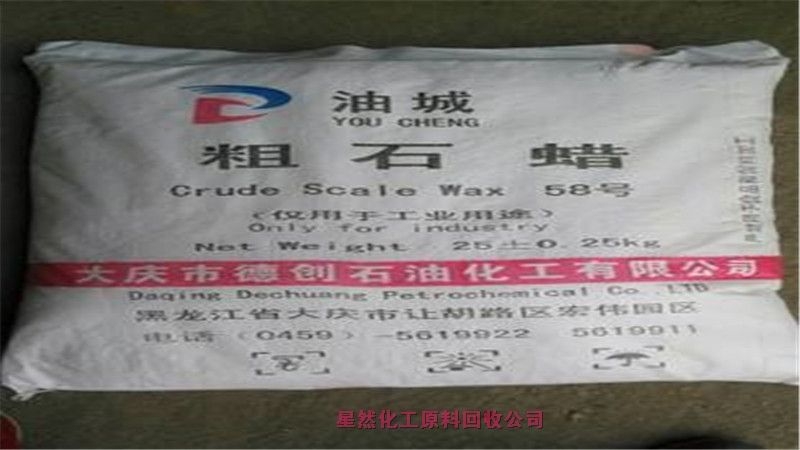 油城
YOU CHENG
粗石蜡
Crude Scale Wax 58号
(仅用于工业用途)
Only for industry
Net Weight 25±0.25kg
大庆市德创石油化工有限公司
Daqing Dechuang Petrochemical Co LTD
黑龙江省大庆市让胡路区宏伟园区
电话(0459)-5619922 5619911
星然化工原料回收公司